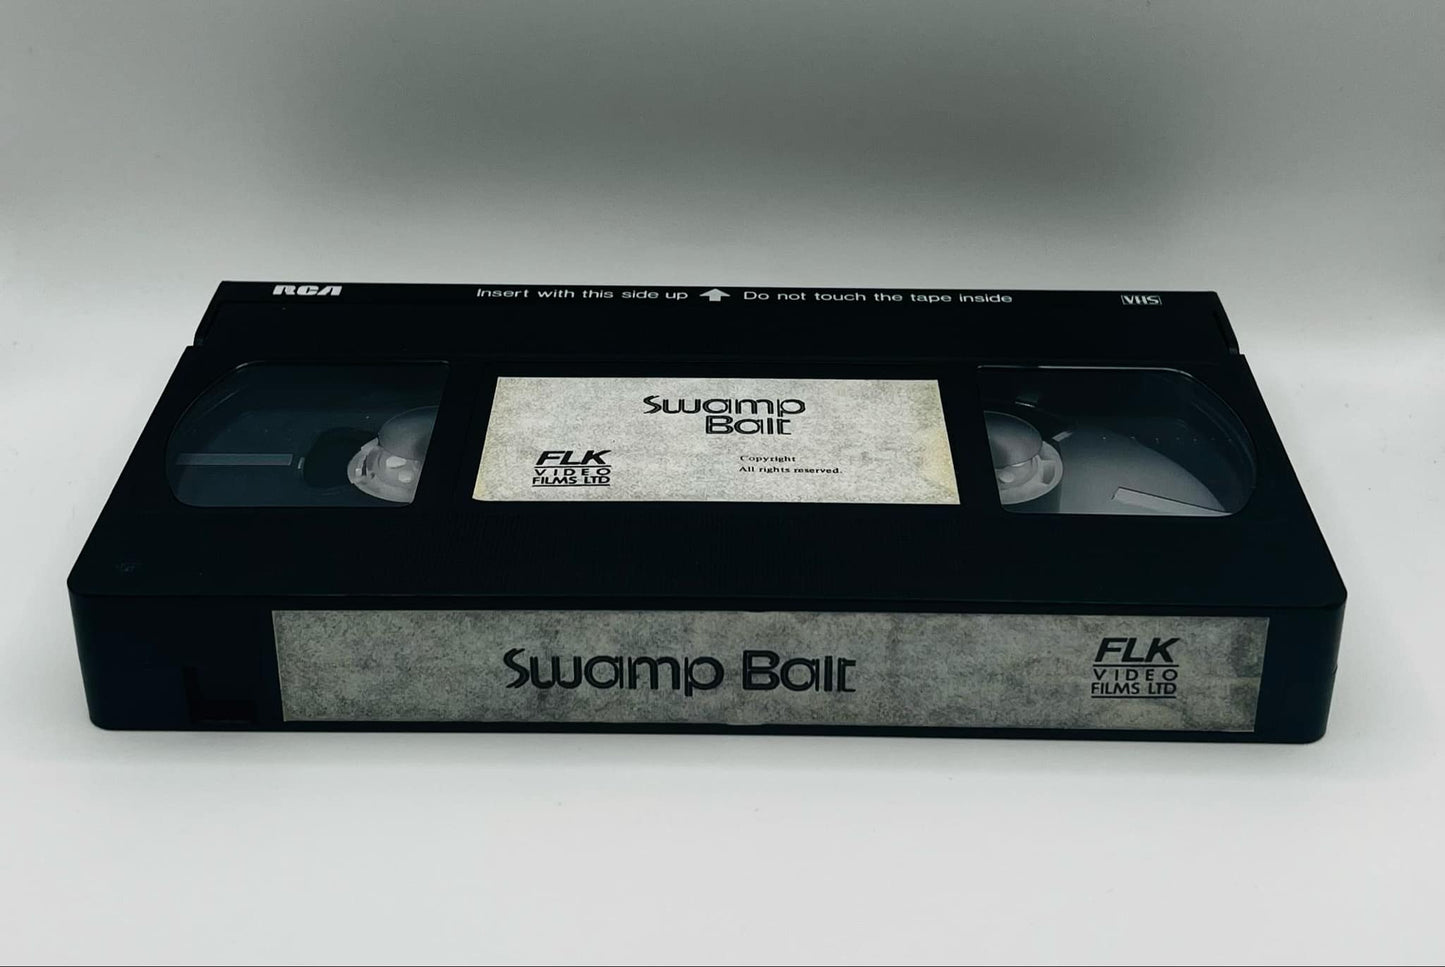 RCA
Insert with this side up
Do not touch the tape inside
VHS
Swamp
Bait
FLK
VIDEO
FILMS LTD
Copyright
All rights reserved.
Swamp Bait
FLK
VIDEO
FILMS LTD